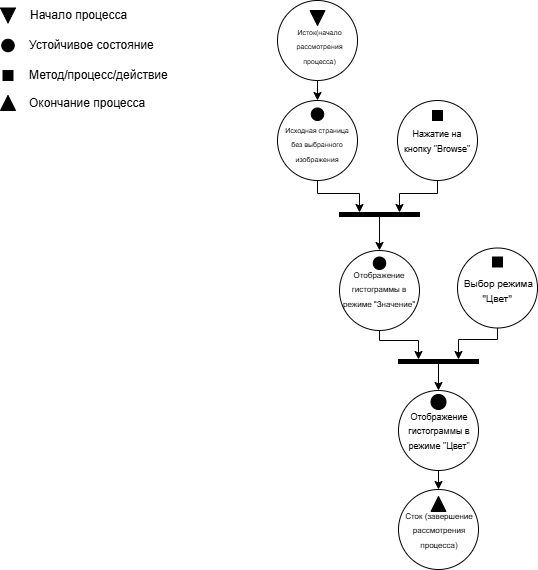 Начало процесса
Устойчивое состояние
Метод/процесс/действие
Окончание процесса
Исток(начало
рассмотрения
процесса)
Исходная страница
без выбранного
изображения
Нажатие на
кнопку "Browse"
Отображение
гистограммы в
режиме "Значение"
Выбор режима
"Цвет"
Отображение
гистограммы в
режиме "Цвет"
Сток (завершение
рассмотрения
процесса)